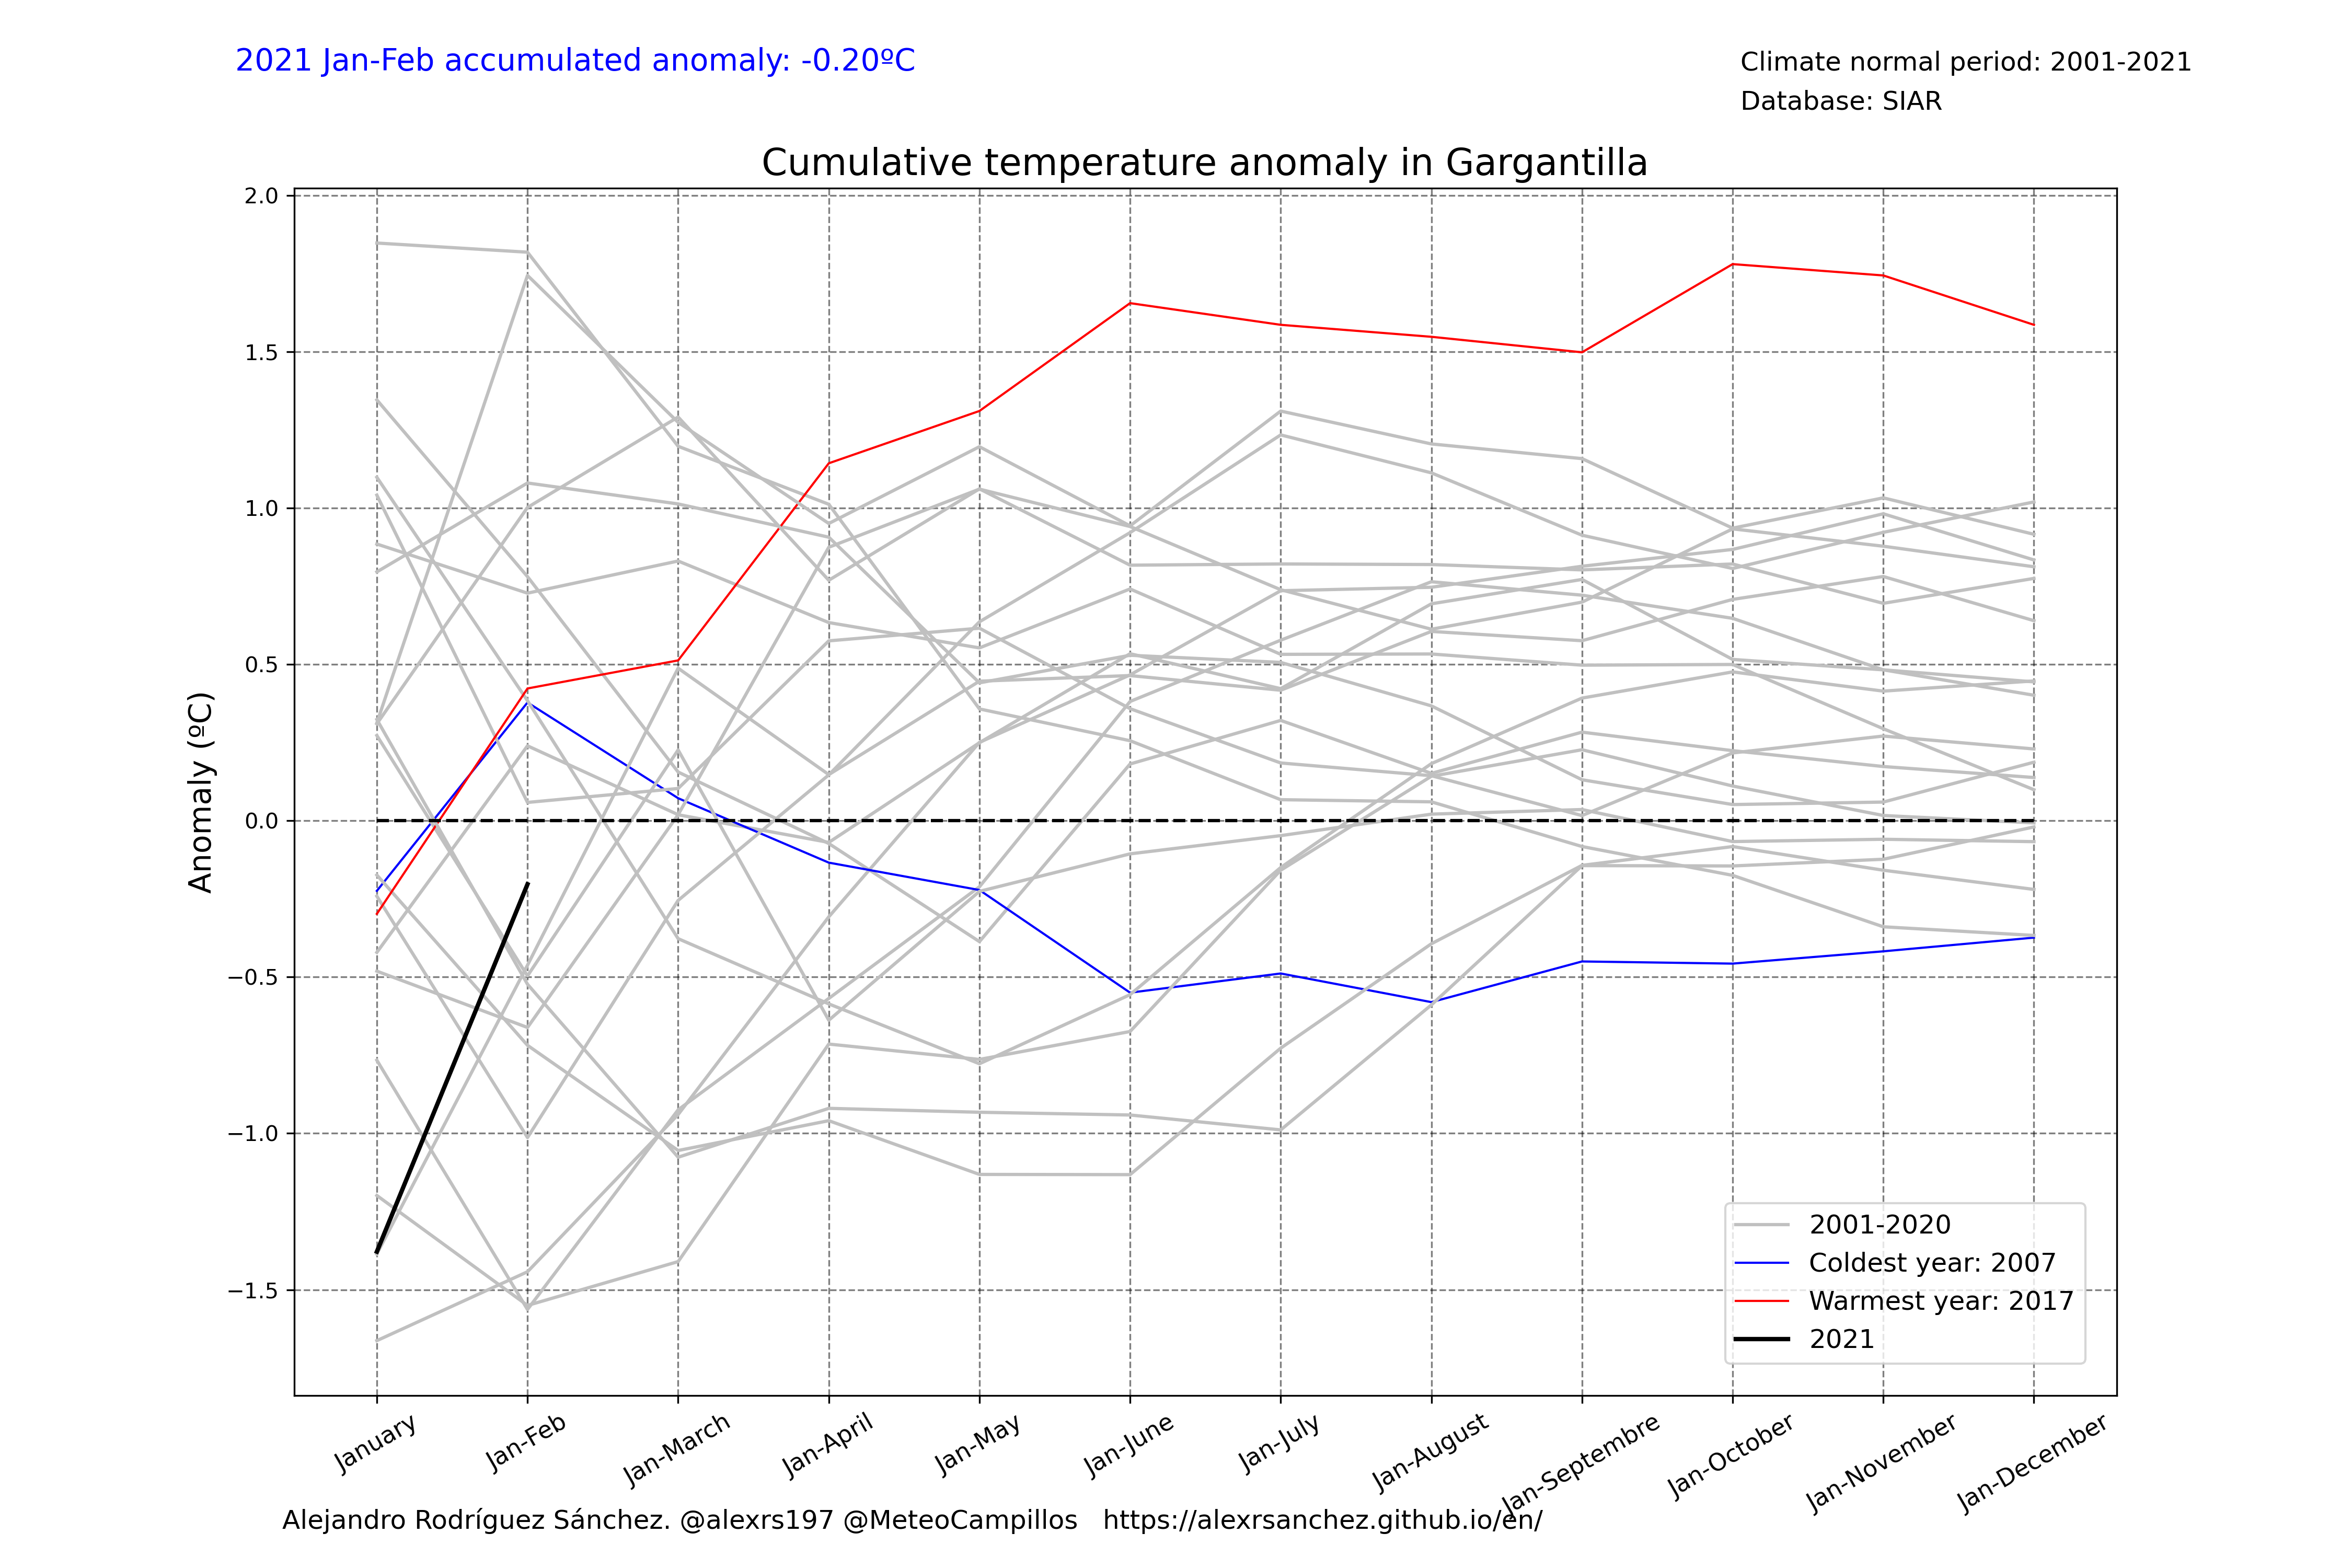 2021 Jan-Feb accumulated anomaly: -0.20ºC
Climate normal period: 2001-2021
Database: SIAR
Cumulative temperature anomaly in Gargantilla
Anomaly (ºC)
2.0
1.5
1.0
0.5
0.0
−0.5
−1.0
−1.5
2001-2020
Coldest year: 2007
Warmest year: 2017
2021
January
Jan-Feb
Jan-March
Jan-April
Jan-May
Jan-June
Jan-July
Jan-August
Jan-Septembre
Jan-October
Jan-November
Jan-December
Alejandro Rodríguez Sánchez. @alexrs197 @MeteoCampillos https://alexrsanchez.github.io/en/